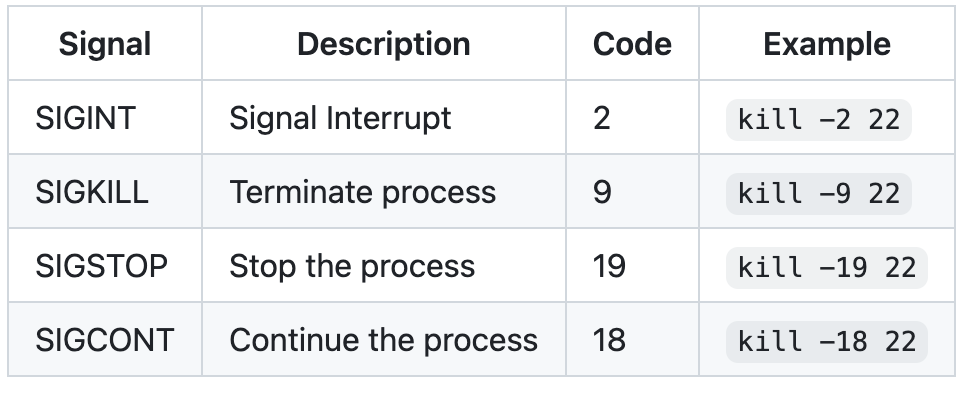 Signal Description Code Example
SIGINT Signal Interrupt 2 kill −2 22
SIGKILL Terminate process 9 kill −9 22
SIGSTOP Stop the process 19 kill −19 22
SIGCONT Continue the process 18 kill −18 22